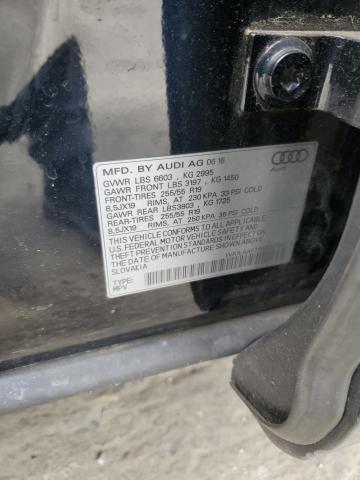 MFD. BY AUDI AG 06 16
GVWR LBS 6603 , KG 2995
GAWR FRONT LBS 3197 , KG 1450
FRONT-TIRES 255/55 R19
8,5JX19 RIMS, AT 230 KPA 33 PSI COLD
GAWR REAR LBS3803 , KG 1725
REAR-TIRES 255/55 R19
8,5JX19 RIMS, AT 250 KPA 36 PSI COLD
THIS VEHICLE CONFORMS TO ALL APPLICABLE
U.S. FEDERAL MOTOR VEHICLE SAFETY AND
THEFT PREVENTION STANDARDS IN EFFECT ON
THE DATE OF MANUFACTURE SHOWN ABOVE
SLOVAKIA
TYPE:
MPV